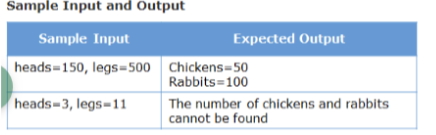 Sample Input and Output
Sample Input Expected Output
heads=150, legs=500 Chickens=50
Rabbits=100
heads=3, legs=11 The number of chickens and rabbits
cannot be found